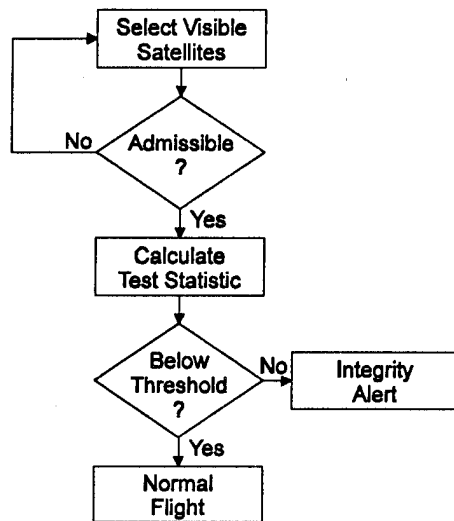 Select Visible
Satellites
No
Admissible
?
Yes
Calculate
Test Statistic
Below
Threshold
?
No
Integrity
Alert
Yes
Normal
Flight